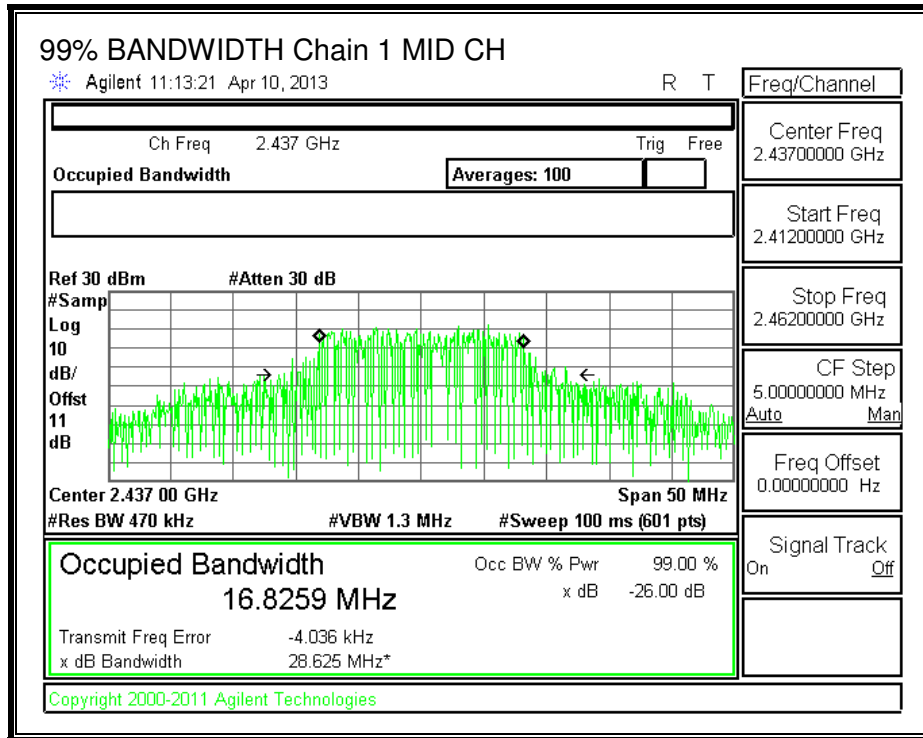 99% BANDWIDTH Chain 1 MID CH
Agilent 11:13:21 Apr 10, 2013 R T
Freq/Channel
Ch Freq 2.437 GHz Trig Free
Occupied Bandwidth Averages: 100
Center Freq
2.43700000 GHz
Start Freq
2.41200000 GHz
Stop Freq
2.46200000 GHz
CF Step
5.00000000 MHz
Auto Man
Freq Offset
0.00000000 Hz
Signal Track
On Off
Ref 30 dBm #Atten 30 dB
#Samp
Log
10
dB/
Offst
11
dB
Center 2.437 00 GHz Span 50 MHz
#Res BW 470 kHz #VBW 1.3 MHz #Sweep 100 ms (601 pts)
Occupied Bandwidth Occ BW % Pwr 99.00 %
16.8259 MHz x dB -26.00 dB
Transmit Freq Error -4.036 kHz
x dB Bandwidth 28.625 MHz*
Copyright 2000-2011 Agilent Technologies